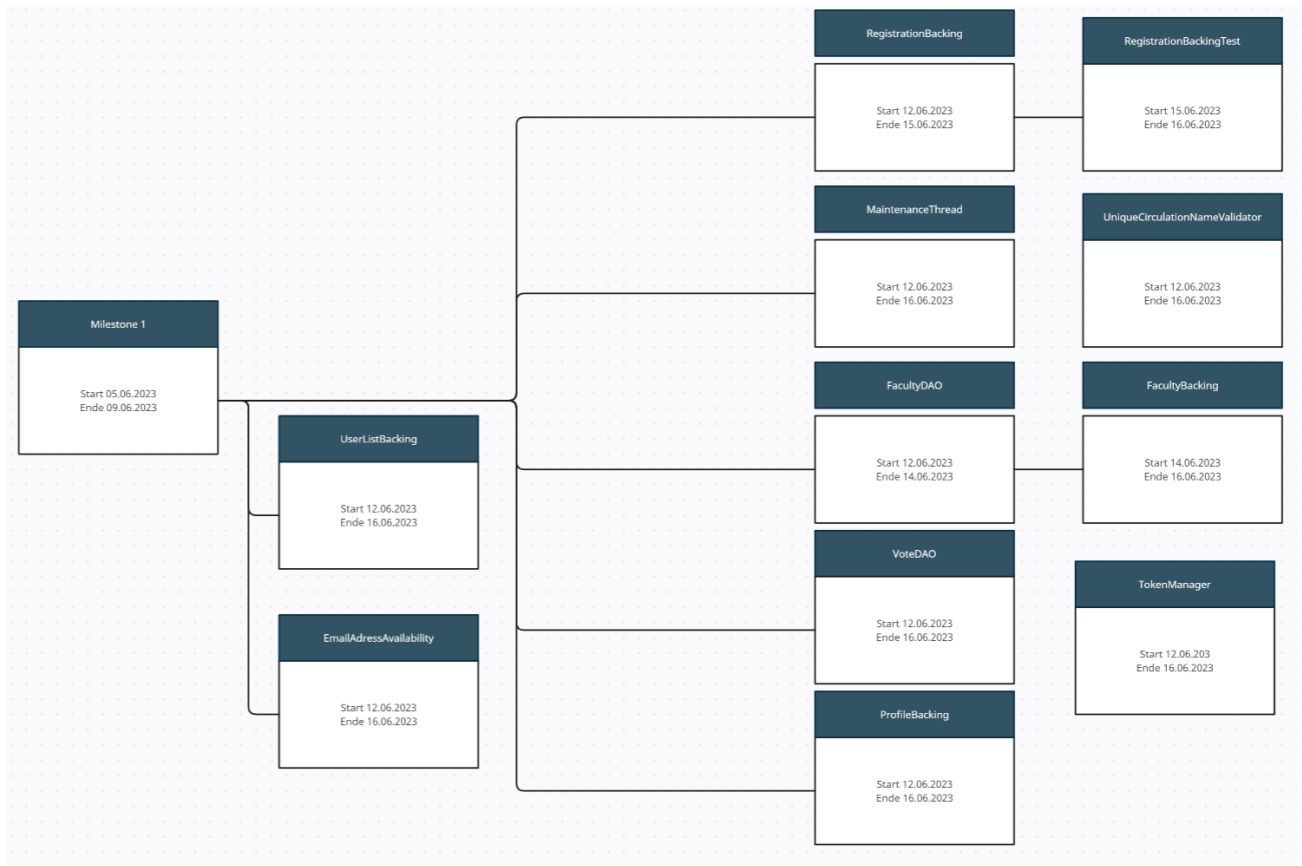 RegistrationBacking
Start 12.06.2023
Ende 15.06.2023
RegistrationBackingTest
Start 15.06.2023
Ende 16.06.2023
MaintenanceThread
Start 12.06.2023
Ende 16.06.2023
UniqueCirculationNameValidator
Start 12.06.2023
Ende 16.06.2023
Milestone 1
Start 05.06.2023
Ende 09.06.2023
FacultyDAO
Start 12.06.2023
Ende 14.06.2023
FacultyBacking
Start 14.06.2023
Ende 16.06.2023
UserListBacking
Start 12.06.2023
Ende 16.06.2023
VoteDAO
Start 12.06.2023
Ende 16.06.2023
TokenManager
Start 12.06.203
Ende 16.06.2023
EmailAdressAvailability
Start 12.06.2023
Ende 16.06.2023
ProfileBacking
Start 12.06.2023
Ende 16.06.2023